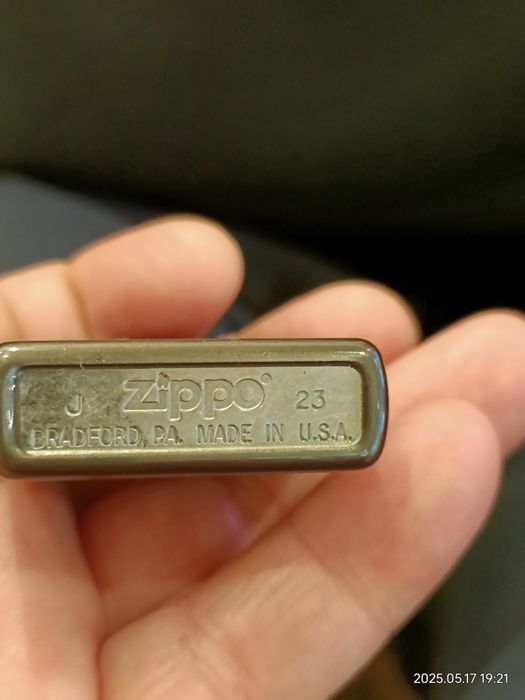 J Zippo® 23
BRADFORD, PA. MADE IN U.S.A.
2025.05.17 19:21